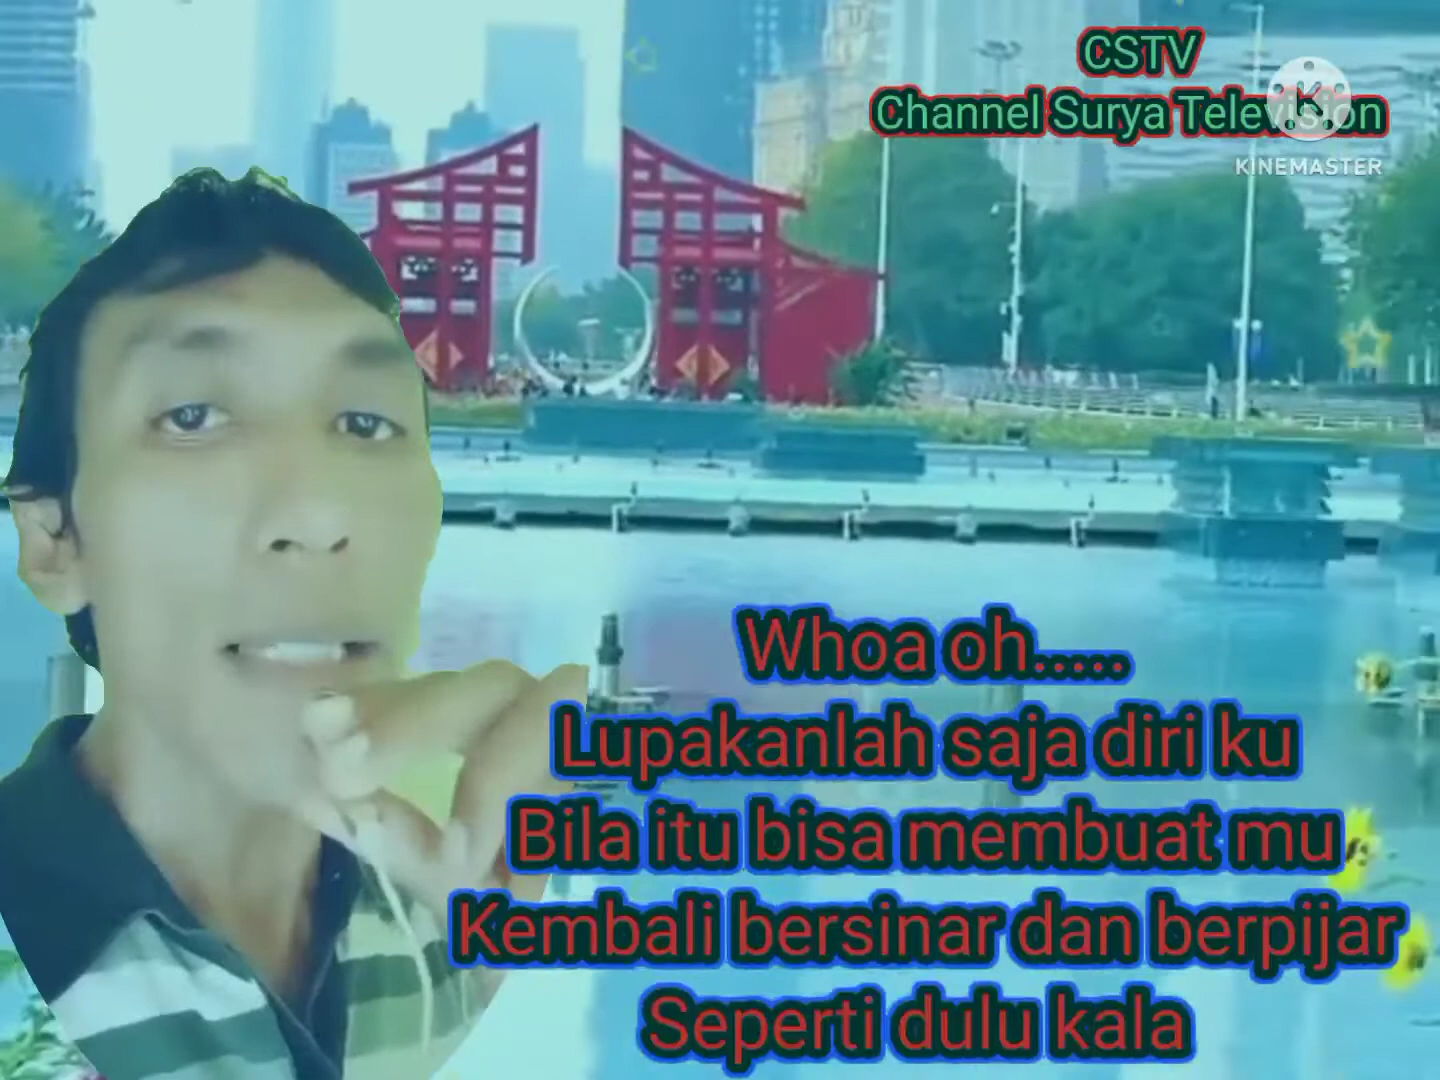 CSTV
Channel Surya Television
KINEMASTER
Whoa oh.....
Lupakanlah saja diri ku
Bila itu bisa membuat mu
Kembali bersinar dan berpijar
Seperti dulu kala